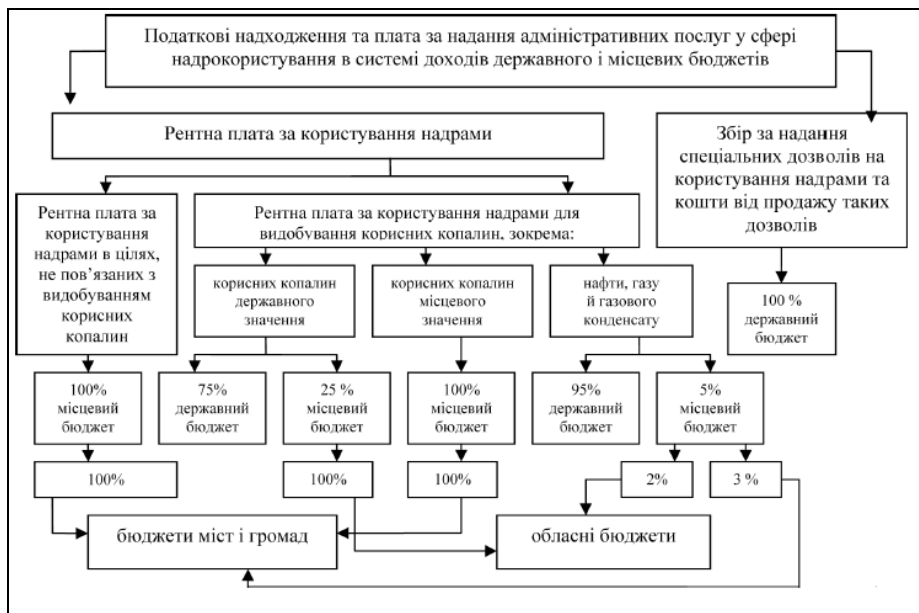 Податкові надходження та плата за надання адміністративних послуг у сфері
надрокористування в системі доходів державного і місцевих бюджетів
Рентна плата за користування надрами
Збір за надання
спеціальних дозволів на
користування надрами та
кошти від продажу таких
дозволів
Рентна плата за
користування
надрами в цілях,
не пов’язаних з
видобуванням
корисних
копалин
Рентна плата за користування надрами для
видобування корисних копалин, зокрема:
корисних копалин
державного
значення
корисних копалин
місцевого
значення
нафти, газу
й газового
конденсату
100 %
державний
бюджет
100%
місцевий
бюджет
75%
державний
бюджет
25 %
місцевий
бюджет
100%
місцевий
бюджет
95%
державний
бюджет
5%
місцевий
бюджет
100%
100%
100%
2%
3 %
бюджети міст і громад
обласні бюджети